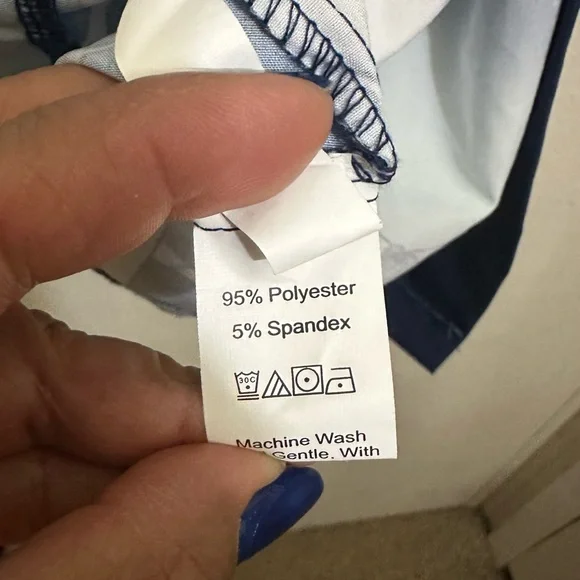 95% Polyester
5% Spandex
30C
Machine Wash
Gentle. With